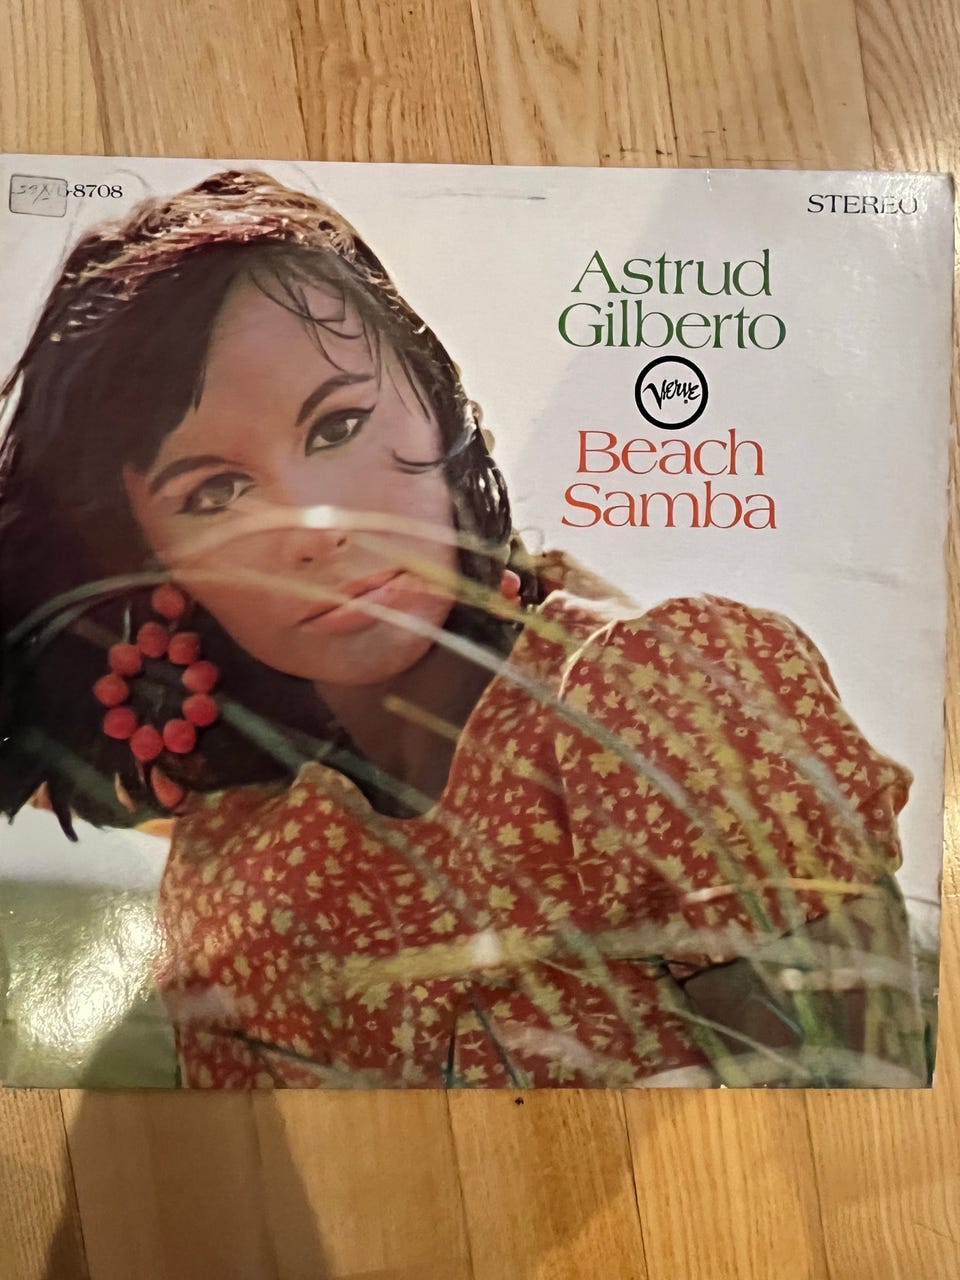 -8708
STEREO
Astrud
Gilberto
Verve
Beach
Samba